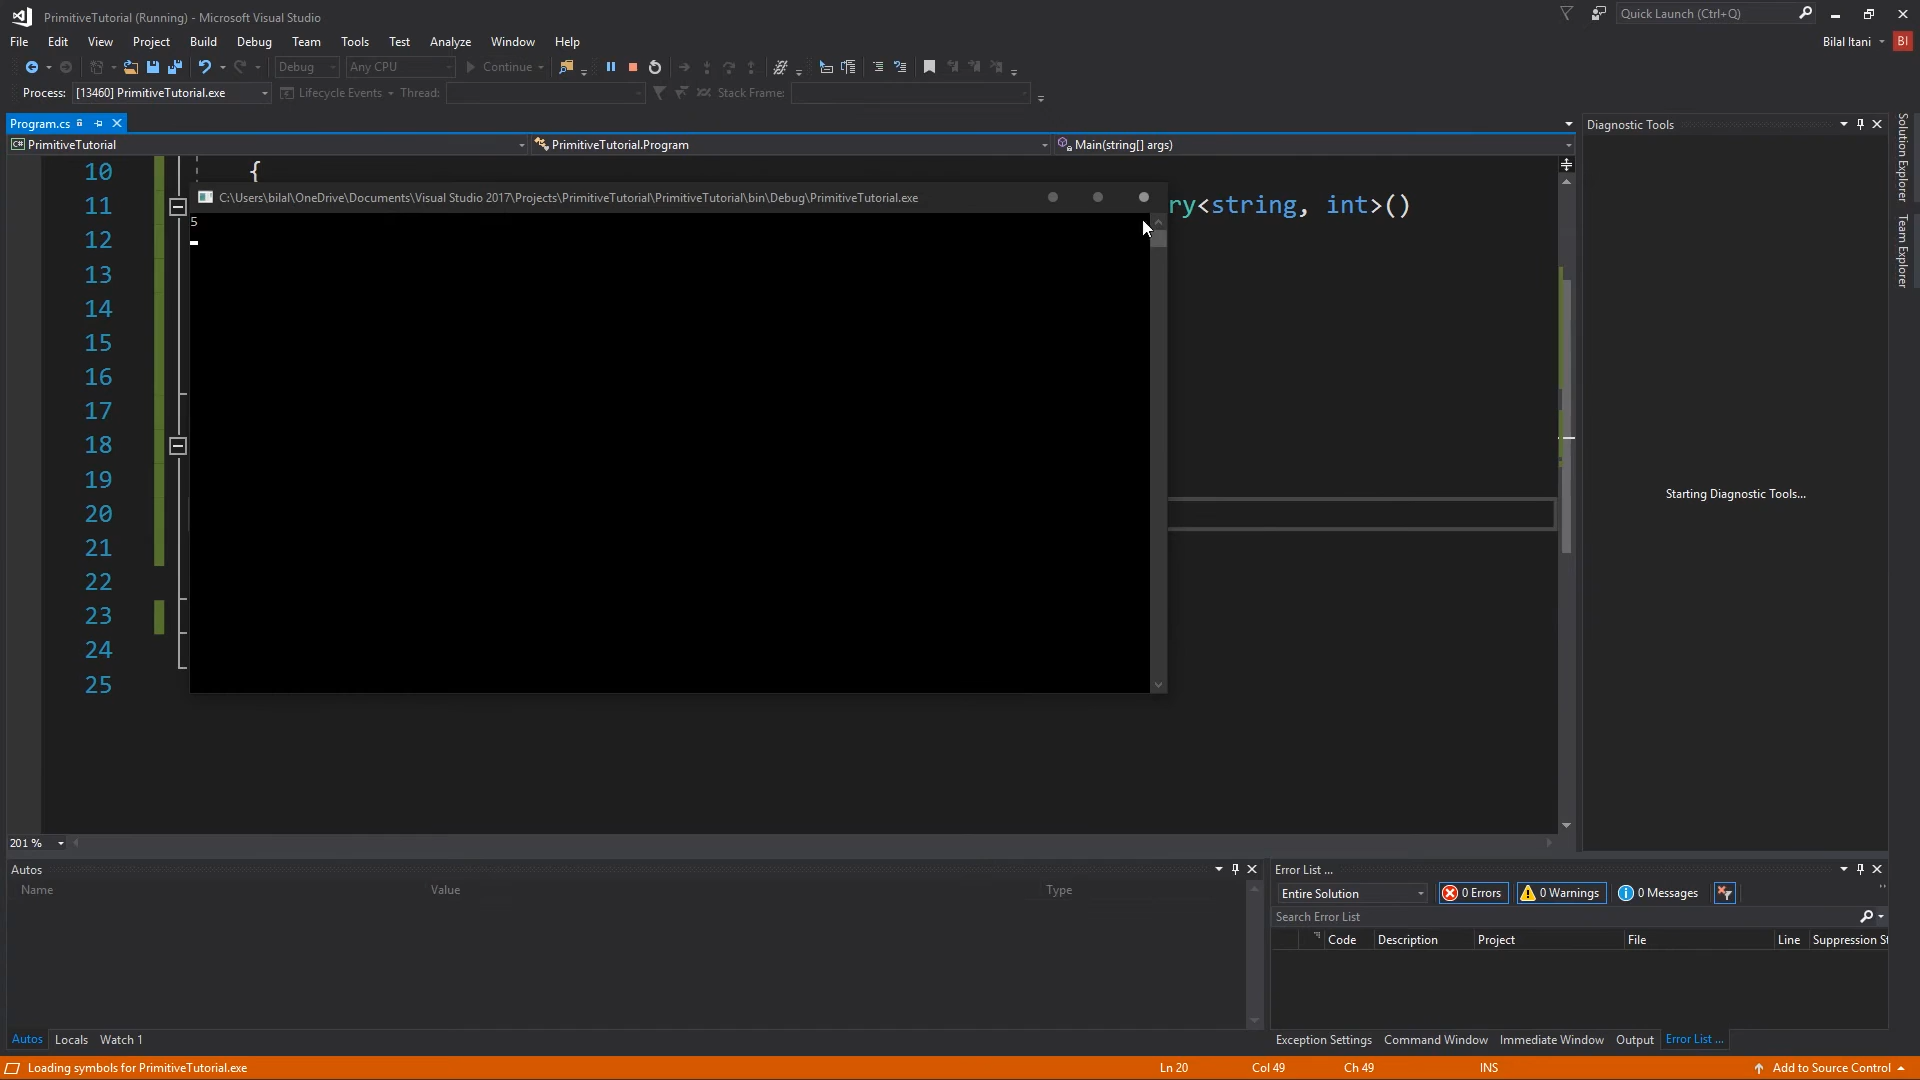 PrimitiveTutorial (Running) - Microsoft Visual Studio
Quick Launch (Ctrl+Q)
File Edit View Project Build Debug Team Tools Test Analyze Window Help
Bilal Itani BI
Debug Any CPU Continue
Process: [13460] PrimitiveTutorial.exe Lifecycle Events Thread: Stack Frame:
Program.cs
Diagnostic Tools
C# PrimitiveTutorial PrimitiveTutorial.Program Main(string[] args)
Solution Explorer
Team Explorer
10 {
C:\Users\bilal\OneDrive\Documents\Visual Studio 2017\Projects\PrimitiveTutorial\PrimitiveTutorial\bin\Debug\PrimitiveTutorial.exe
11 ry<string, int>()
5
12
13
14
15
16
17
18
19
Starting Diagnostic Tools...
20
21
22
23
24
25
201 %
Autos
Name Value Type
Error List ...
Entire Solution 0 Errors 0 Warnings 0 Messages
Search Error List
Code Description Project File Line Suppression St
Autos Locals Watch 1
Exception Settings Command Window Immediate Window Output Error List ...
Loading symbols for PrimitiveTutorial.exe Ln 20 Col 49 Ch 49 INS Add to Source Control